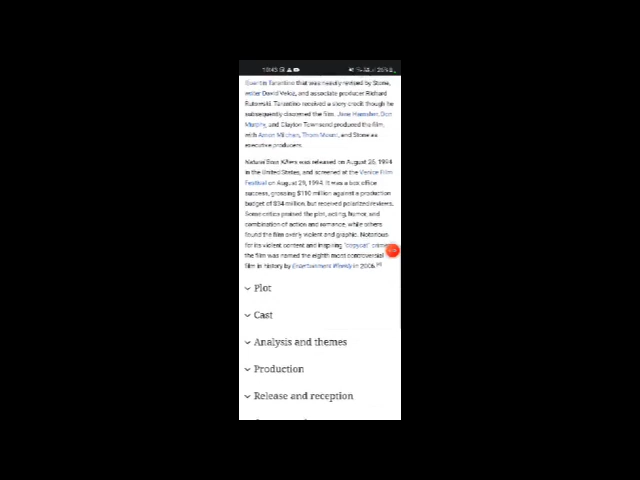 Quentin Tarantino that was heavily revised by Stone,
writer David Veloz, and associate producer Richard
Rutowski. Tarantino received a story credit though he
subsequently disowned the film. Jane Hamsher, Don
Murphy, and Clayton Townsend produced the film,
with Arnon Milchan, Thom Mount, and Stone as
executive producers.
Natural Born Killers was released on August 26, 1994
in the United States, and screened at the Venice Film
Festival on August 29, 1994. It was a box office
success, grossing $110 million against a production
budget of $34 million, but received polarized reviews.
Some critics praised the plot, acting, humor, and
combination of action and romance, while others
found the film overly violent and graphic. Notorious
for its violent content and inspiring "copycat" crimes,
the film was named the eighth most controversial
film in history by Entertainment Weekly in 2006.
Plot
Cast
Analysis and themes
Production
Release and reception